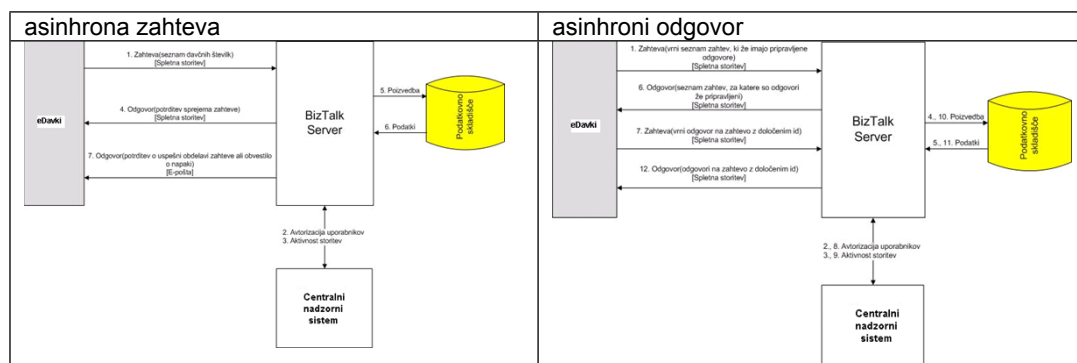 asinhrona zahteva
1. Zahteva(seznam davčnih številk)
[Spletna storitev]
eDavki
4. Odgovor(potrditev sprejema zahteve)
[Spletna storitev]
7. Odgovor(potrditev o uspešni obdelavi zahteve ali obvestilo
o napaki)
[E-pošta]
BizTalk
Server
5. Poizvedba
6. Podatki
Podatkovno
skladišče
2. Avtorizacija uporabnikov
3. Aktivnost storitev
Centralni
nadzorni
sistem
asinhroni odgovor
1. Zahteva(vrni seznam zahtev, ki že imajo pripravljene
odgovore)
[Spletna storitev]
6. Odgovor(seznam zahtev, za katere so odgovori
že pripravljeni)
[Spletna storitev]
eDavki
7. Zahteva(vrni odgovor na zahtevo z določenim id)
[Spletna storitev]
12. Odgovor(odgovori na zahtevo z določenim id)
[Spletna storitev]
BizTalk
Server
4., 10. Poizvedba
5., 11. Podatki
Podatkovno
skladišče
2., 8. Avtorizacija uporabnikov
3., 9. Aktivnost storitev
Centralni
nadzorni
sistem